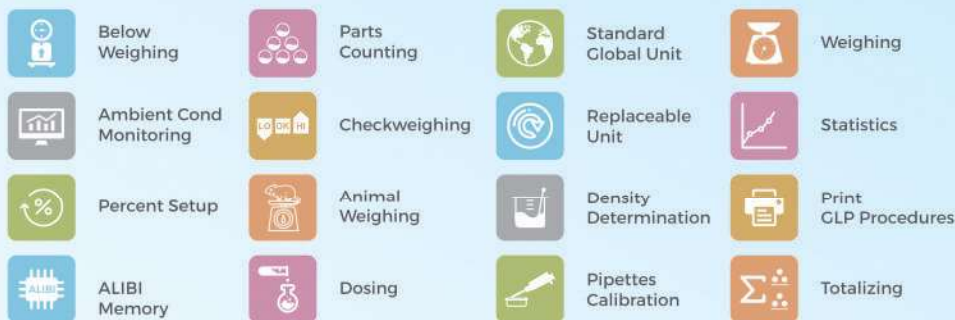 Below
Weighing
Parts
Counting
Standard
Global Unit
Weighing
Ambient Cond
Monitoring
LO OK HI
Checkweighing
Replaceable
Unit
Statistics
%
Percent Setup
Animal
Weighing
Density
Determination
Print
GLP Procedures
ALIBI
ALIBI
Memory
Dosing
Pipettes
Calibration
Σ
Totalizing